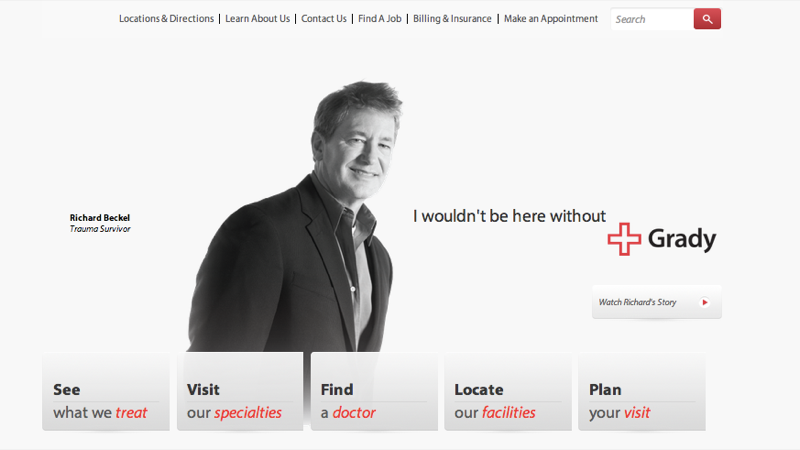 Locations & Directions | Learn About Us | Contact Us | Find A Job | Billing & Insurance | Make an Appointment
Search
Richard Beckel
Trauma Survivor
I wouldn't be here without
Grady
Watch Richard's Story
See
what we treat
Visit
our specialties
Find
a doctor
Locate
our facilities
Plan
your visit